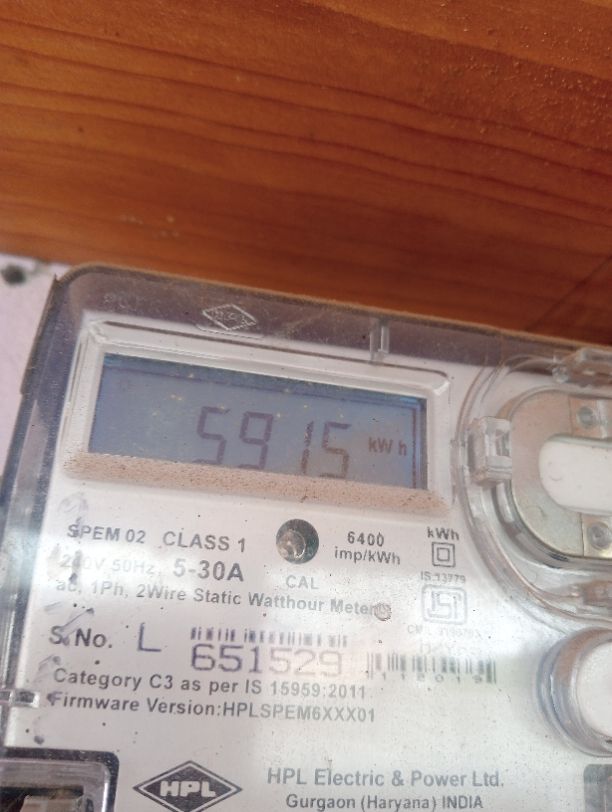 5915 kWh
SPEM 02 CLASS 1
6400
imp/kWh
kWh
240V 50Hz, 5-30A
CAL
IS 13779
ac, 1Ph, 2Wire Static Watthour Meter
ISI
S.No. L 651529
112019
Category C3 as per IS 15959:2011.
Firmware Version:HPLSPEM6XXX01
HPL
HPL Electric & Power Ltd.
Gurgaon (Haryana) INDIA